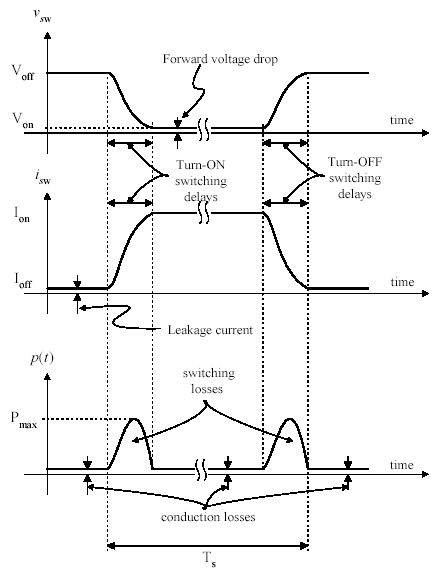 v_sw
Forward voltage drop
V_off
V_on
time
Turn-ON
switching
delays
Turn-OFF
switching
delays
i_sw
I_on
I_off
time
Leakage current
p(t)
switching
losses
P_max
time
conduction losses
T_s